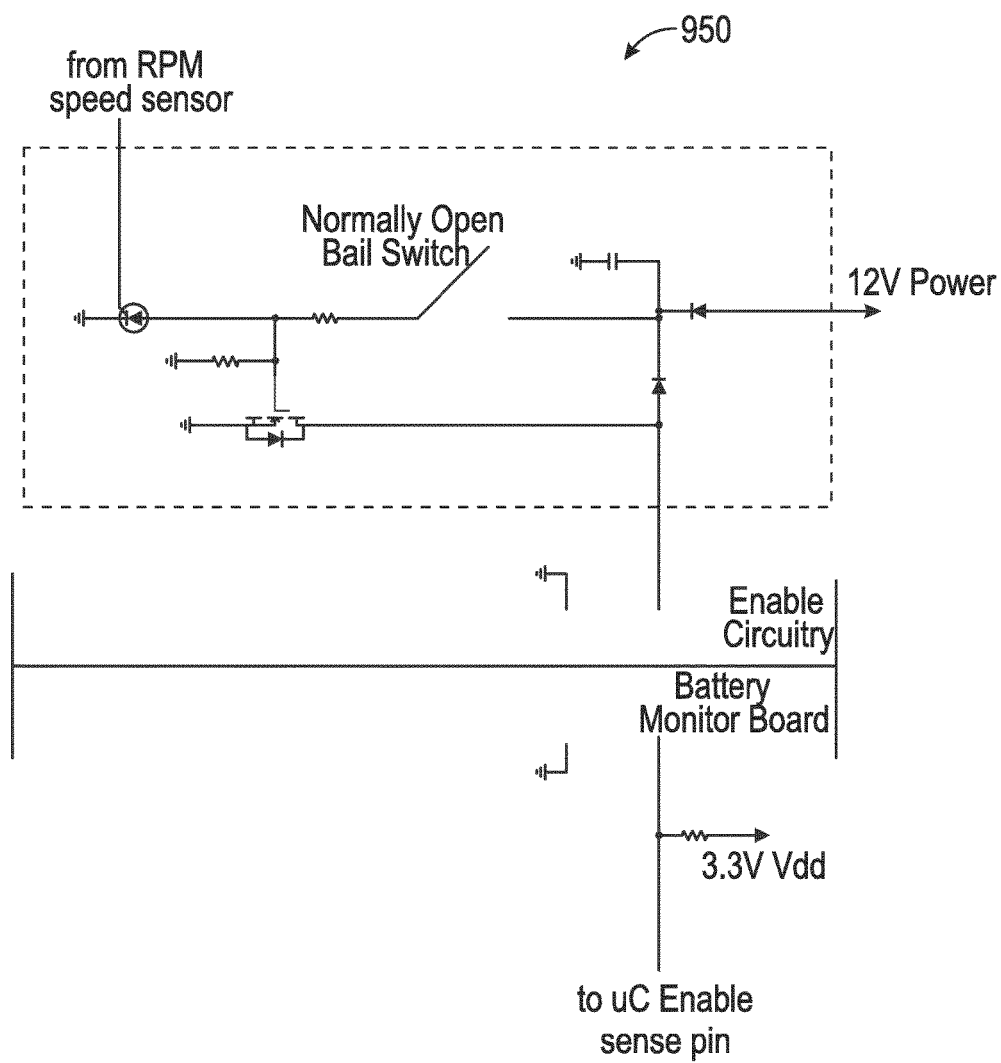 950
from RPM
speed sensor
Normally Open
Bail Switch
12V Power
Enable
Circuitry
Battery
Monitor Board
3.3V Vdd
to uC Enable
sense pin